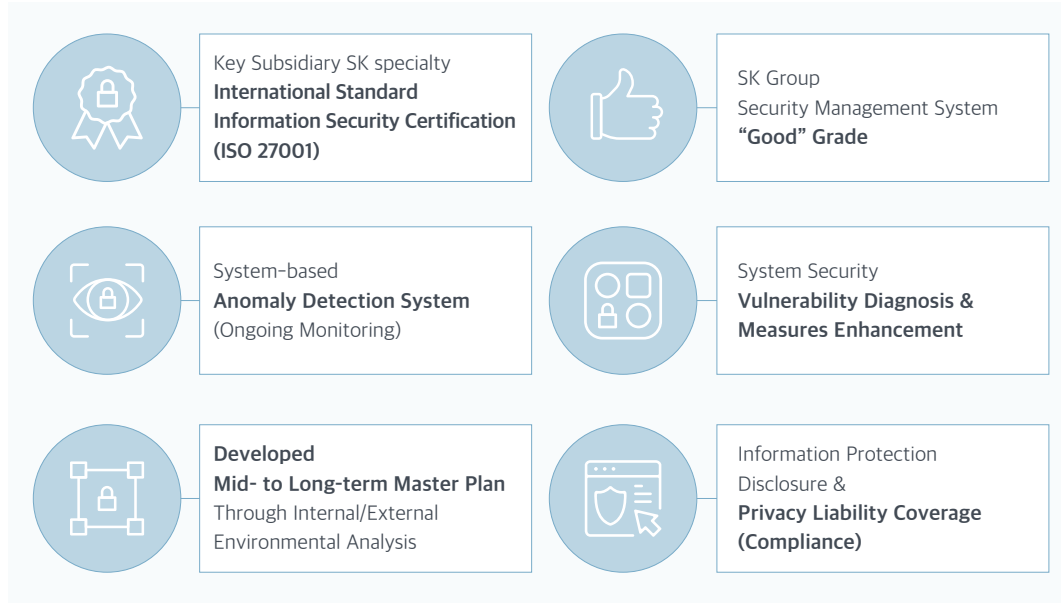 Key Subsidiary SK specialty
International Standard
Information Security Certification
(ISO 27001)
SK Group
Security Management System
“Good” Grade
System-based
Anomaly Detection System
(Ongoing Monitoring)
System Security
Vulnerability Diagnosis &
Measures Enhancement
Developed
Mid- to Long-term Master Plan
Through Internal/External
Environmental Analysis
Information Protection
Disclosure &
Privacy Liability Coverage
(Compliance)